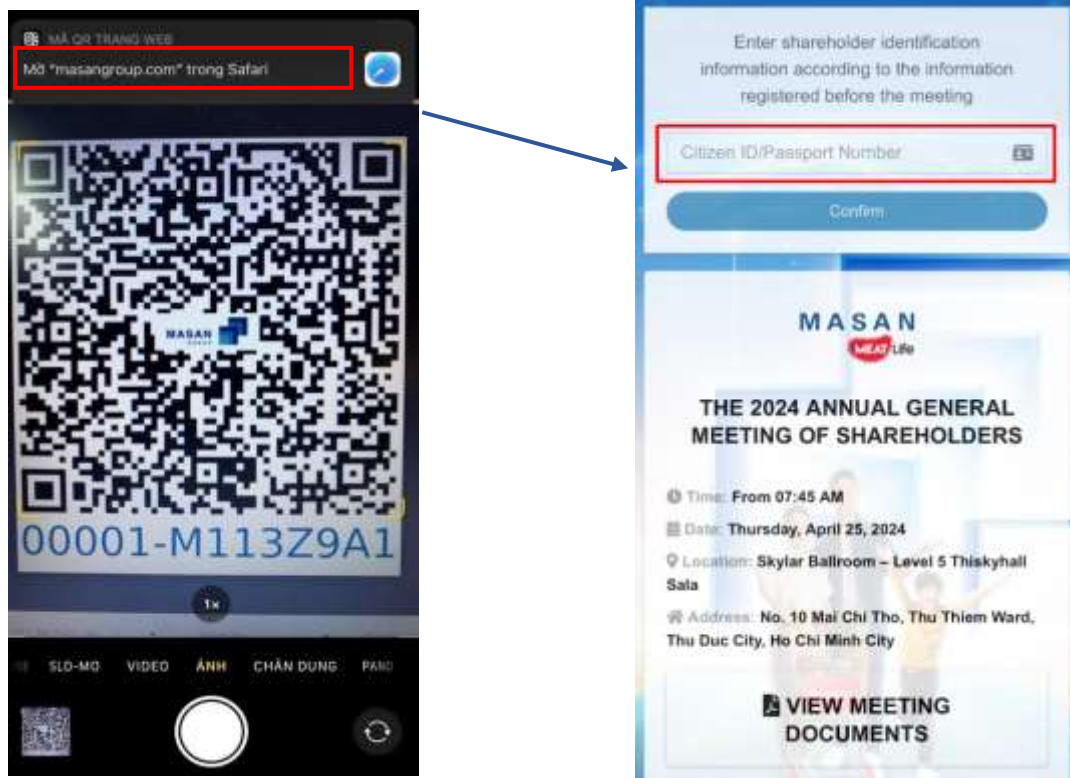 MÃ QR TRANG WEB
Mở "masangroup.com" trong Safari
MASAN
00001-M113Z9A1
1x
SLO-MO VIDEO ẢNH CHÂN DUNG PANO
Enter shareholder identification
information according to the information
registered before the meeting
Citizen ID/Passport Number
Confirm
MASAN
MEATLife
THE 2024 ANNUAL GENERAL
MEETING OF SHAREHOLDERS
Time: From 07:45 AM
Date: Thursday, April 25, 2024
Location: Skylar Ballroom – Level 5 Thiskyhall
Sala
Address: No. 10 Mai Chi Tho, Thu Thiem Ward,
Thu Duc City, Ho Chi Minh City
VIEW MEETING
DOCUMENTS